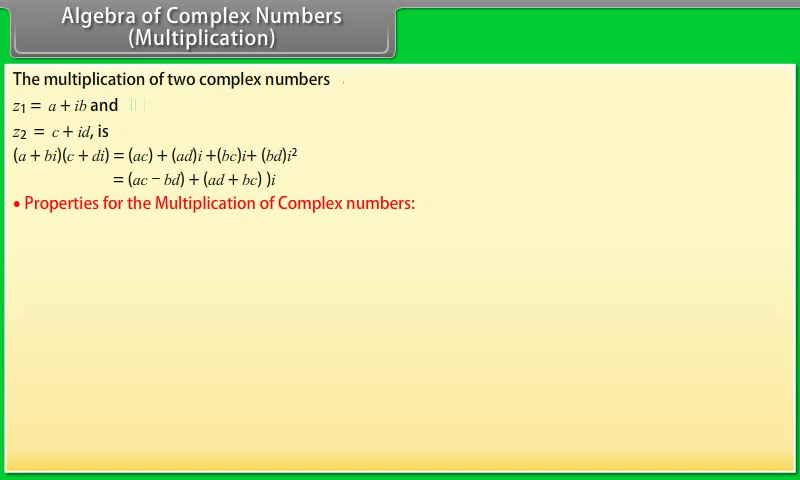 Algebra of Complex Numbers
(Multiplication)
The multiplication of two complex numbers
z₁ = a + ib and
z₂ = c + id, is
(a + bi)(c + di) = (ac) + (ad)i +(bc)i+ (bd)i²
= (ac − bd) + (ad + bc) )i
• Properties for the Multiplication of Complex numbers: